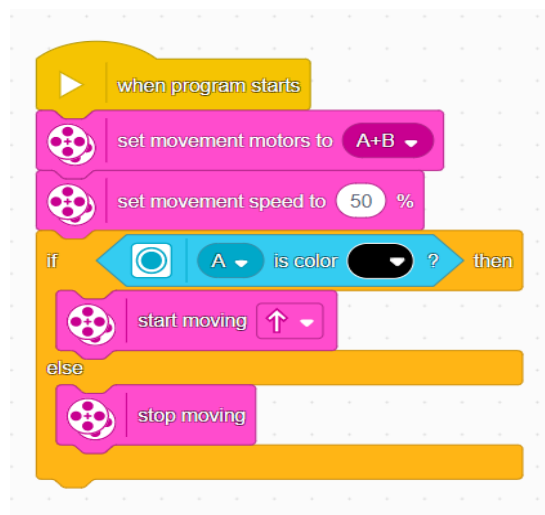 when program starts
set movement motors to A+B
set movement speed to 50 %
if A is color ? then
start moving
else
stop moving